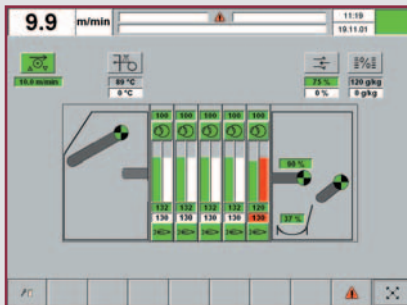 9.9 m/min
11:19
19.11.01
10.0 m/min
89 °C
0 °C
75 %
0 %
120 g/kg
0 g/kg
100 100 100 100 100
90 %
132 132 132 132 129
130 130 130 130 130
37 %